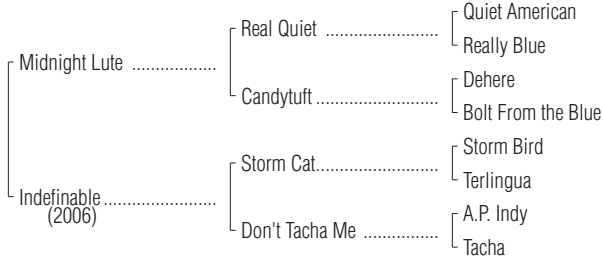 Quiet American
Real Quiet ....................
Really Blue
Midnight Lute ...................
Dehere
Candytuft ......................
Bolt From the Blue
Storm Bird
Storm Cat......................
Terlingua
Indefinable .....................
(2006)
A.P. Indy
Don't Tacha Me ...............
Tacha